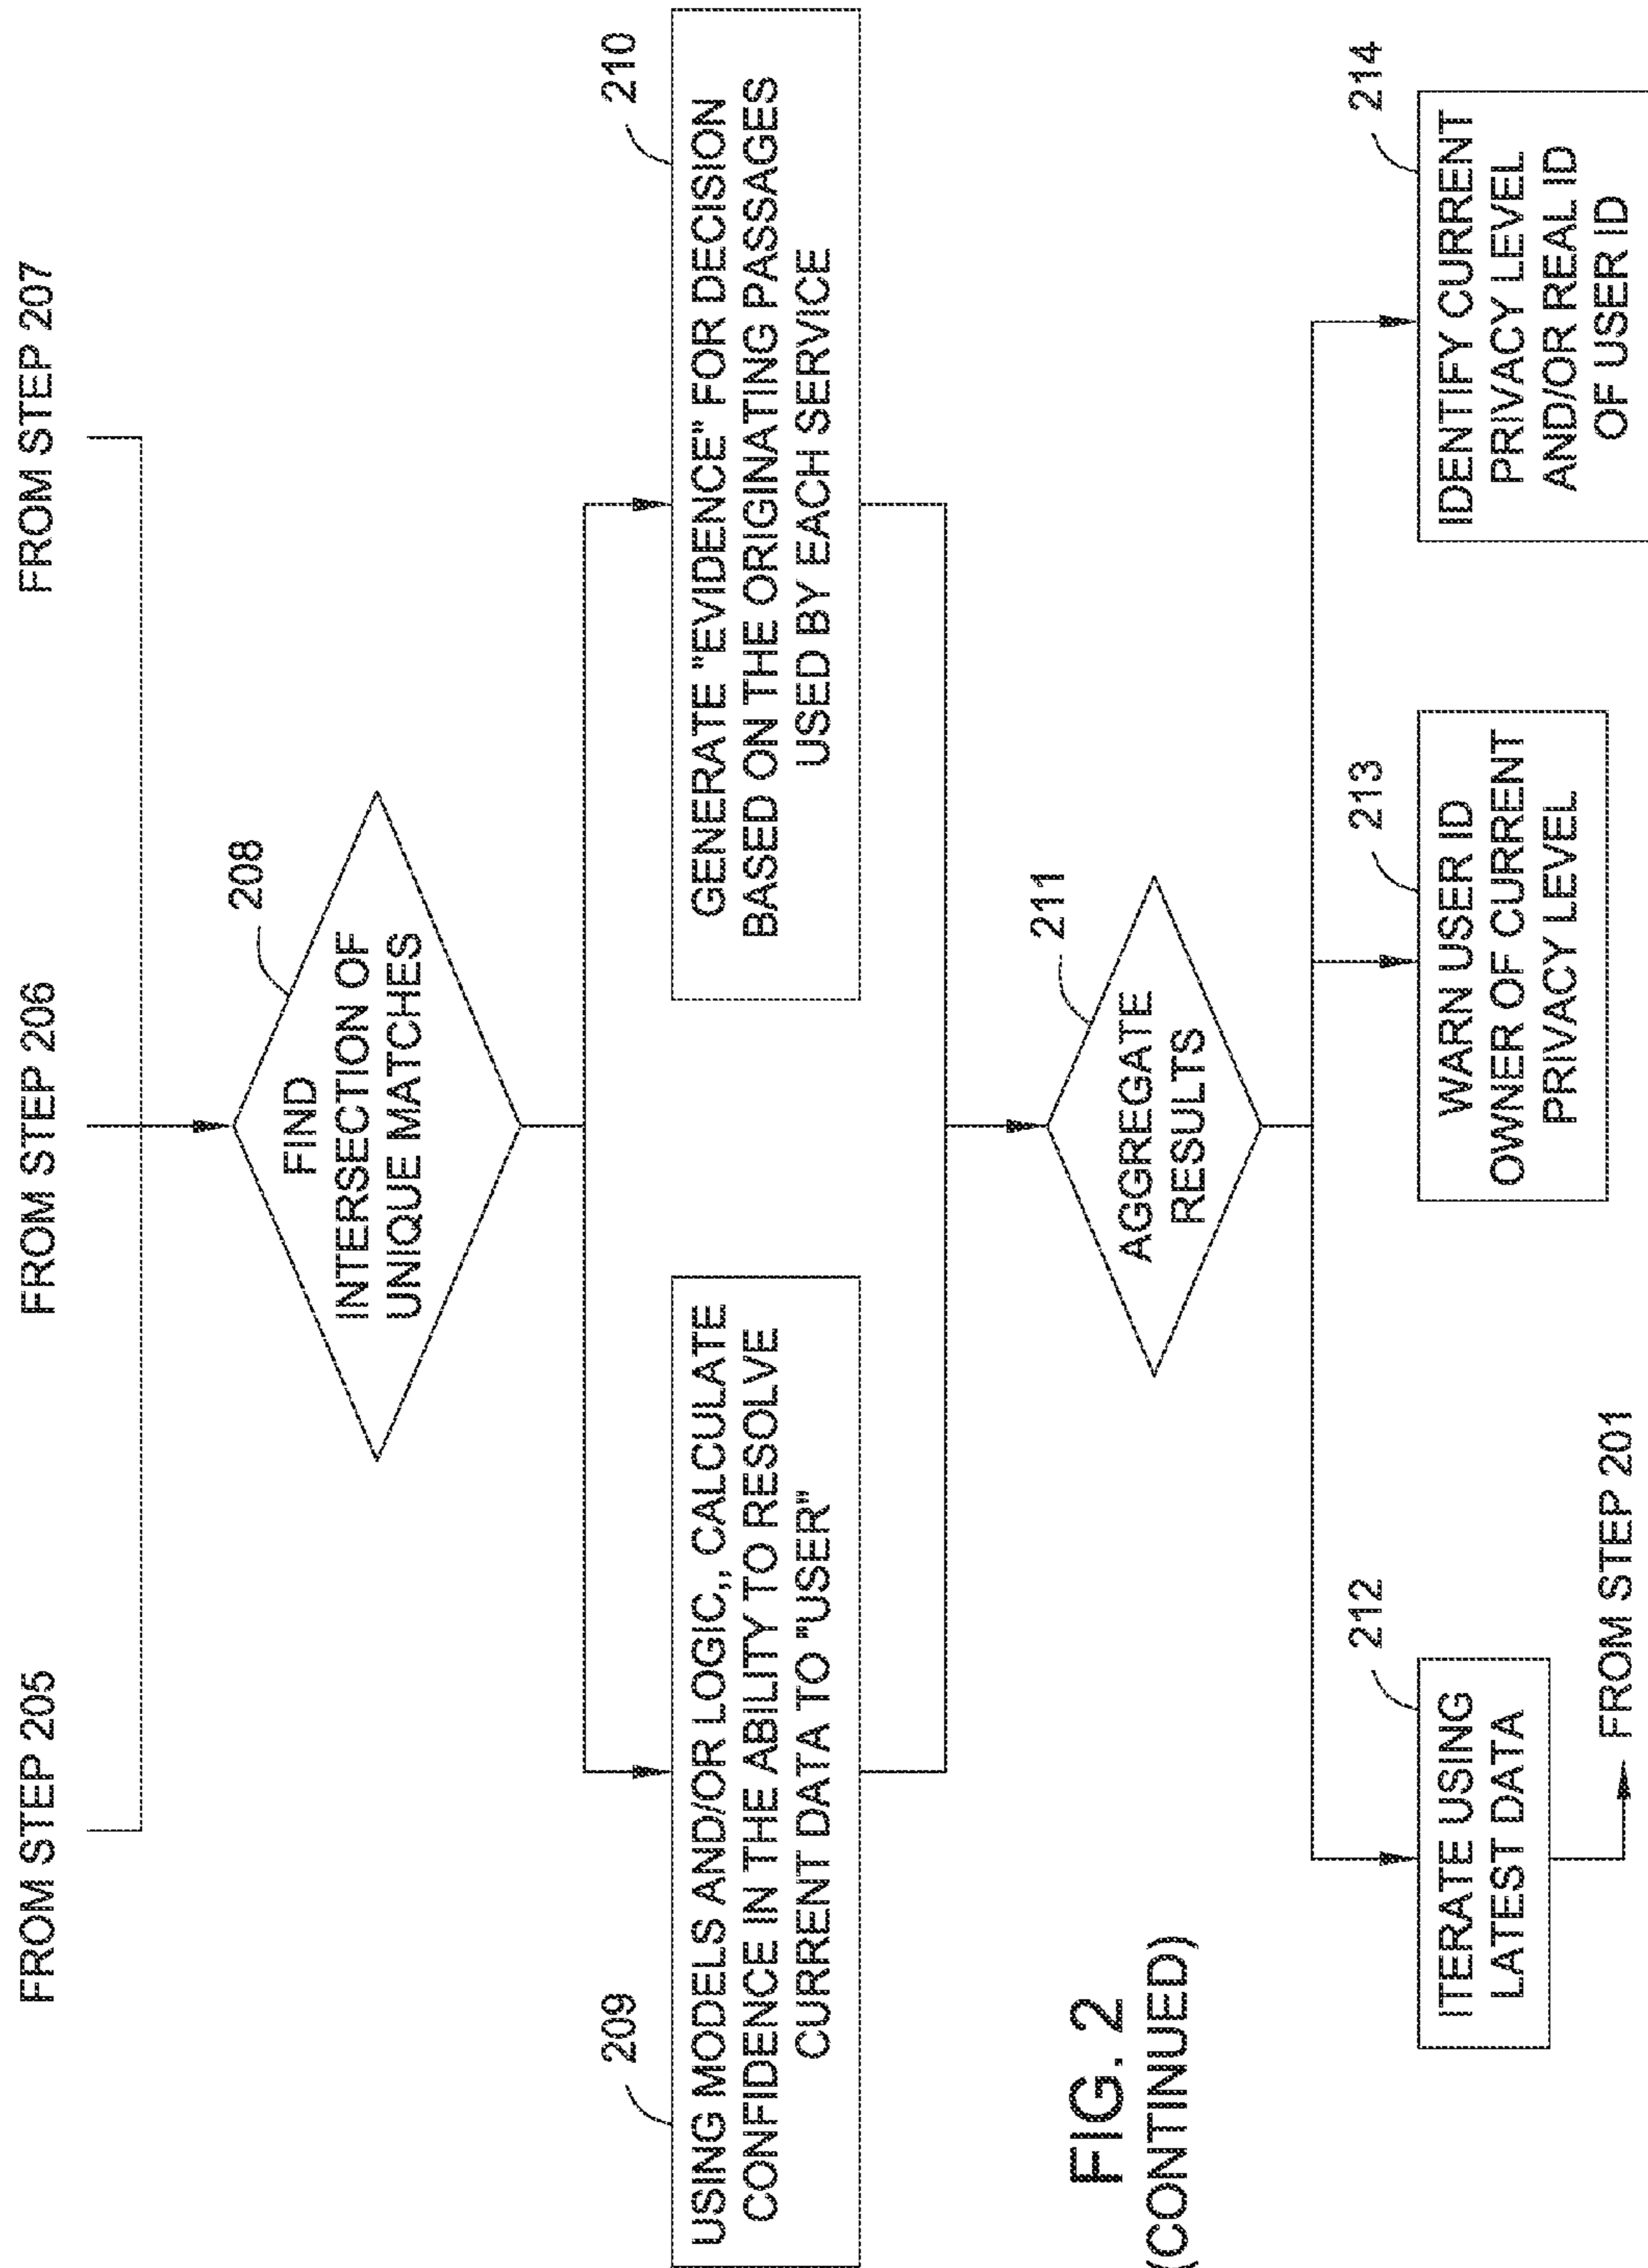 FROM STEP 205
FROM STEP 206
FROM STEP 207
208
FIND
INTERSECTION OF
UNIQUE MATCHES
209
USING MODELS AND/OR LOGIC,, CALCULATE
CONFIDENCE IN THE ABILITY TO RESOLVE
CURRENT DATA TO "USER"
210
GENERATE "EVIDENCE" FOR DECISION
BASED ON THE ORIGINATING PASSAGES
USED BY EACH SERVICE
211
AGGREGATE
RESULTS
212
ITERATE USING
LATEST DATA
FROM STEP 201
213
WARN USER ID
OWNER OF CURRENT
PRIVACY LEVEL
214
IDENTIFY CURRENT
PRIVACY LEVEL
AND/OR REAL ID
OF USER ID
FIG. 2
(CONTINUED)